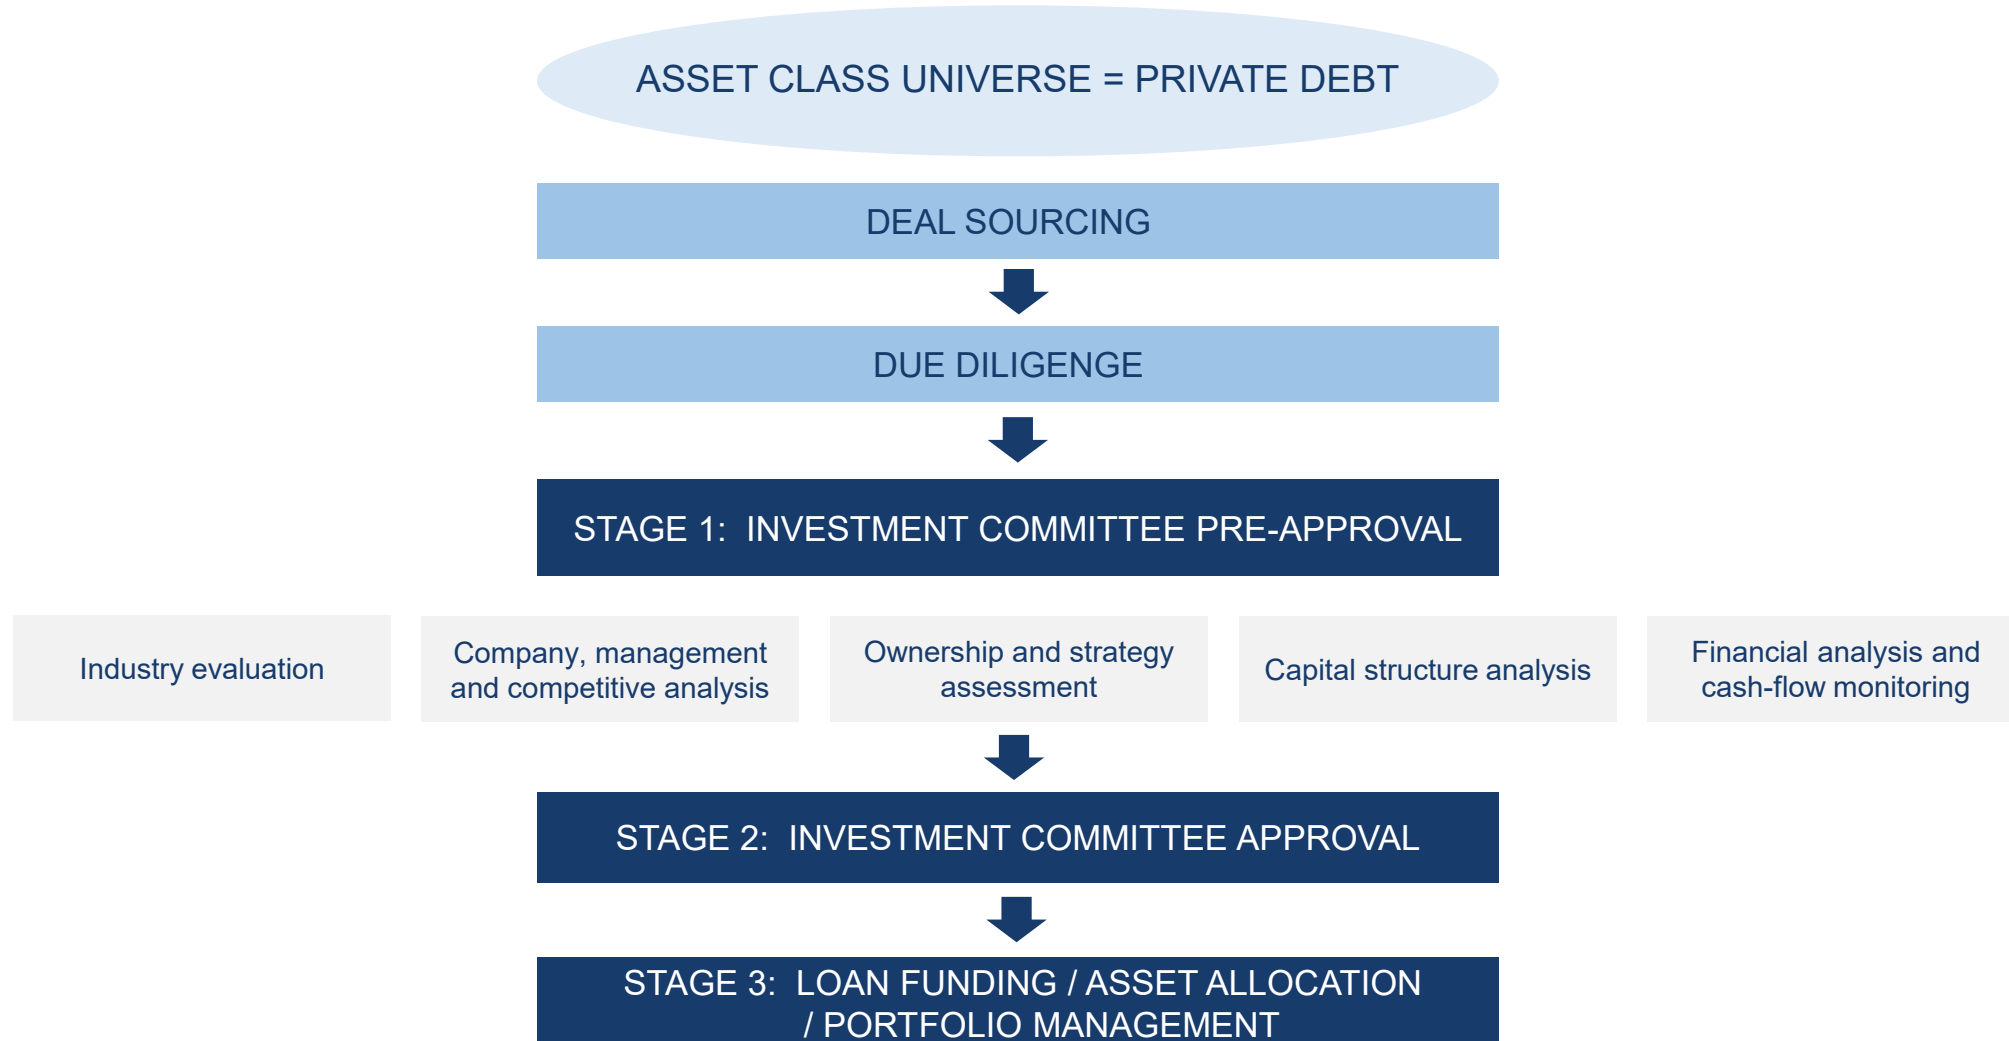 ASSET CLASS UNIVERSE = PRIVATE DEBT
DEAL SOURCING
DUE DILIGENCE
STAGE 1:  INVESTMENT COMMITTEE PRE-APPROVAL
Industry evaluation
Company, management
and competitive analysis
Ownership and strategy
assessment
Capital structure analysis
Financial analysis and
cash-flow monitoring
STAGE 2:  INVESTMENT COMMITTEE APPROVAL
STAGE 3:  LOAN FUNDING / ASSET ALLOCATION
/ PORTFOLIO MANAGEMENT